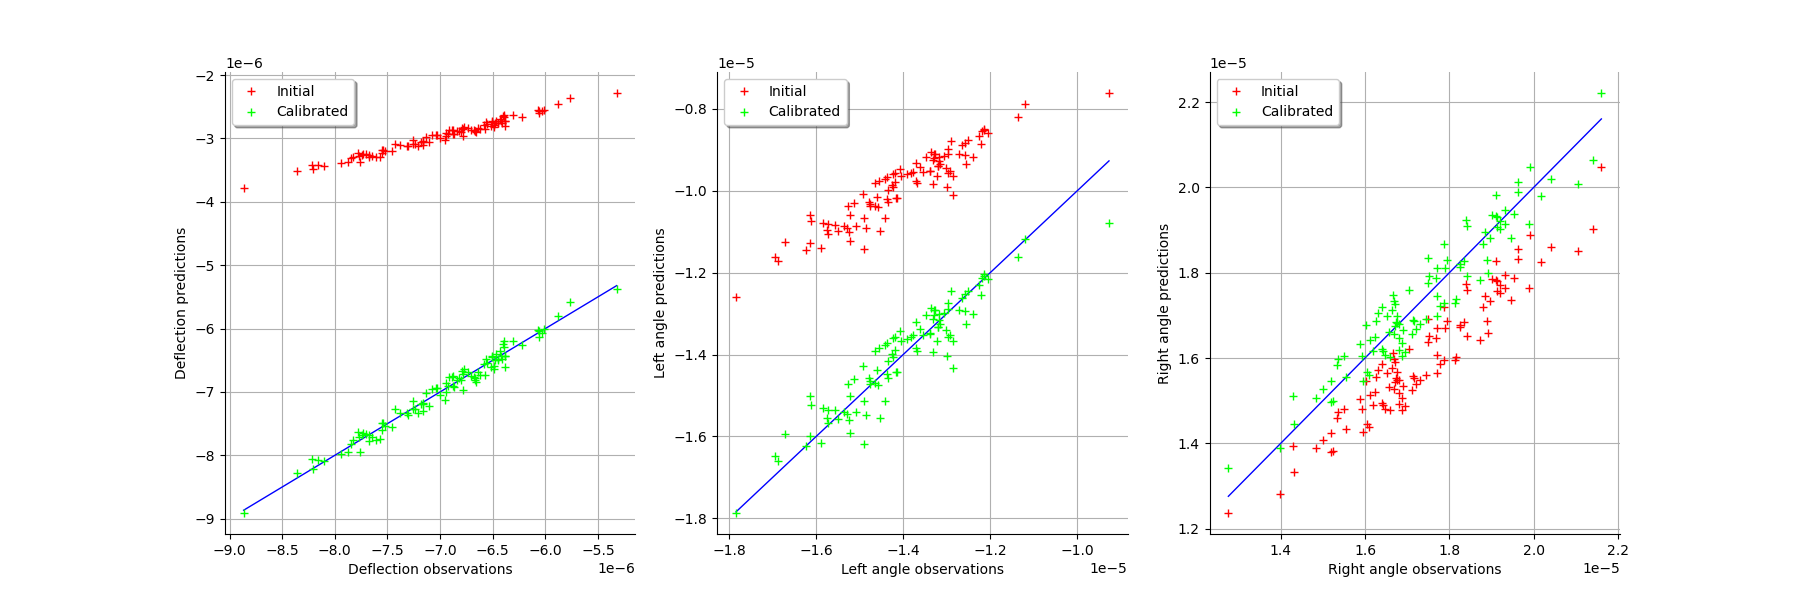 1e−6
Initial
Calibrated
−2
−3
−4
−5
−6
−7
−8
−9
Deflection predictions
−9.0 −8.5 −8.0 −7.5 −7.0 −6.5 −6.0 −5.5
Deflection observations 1e−6
1e−5
Initial
Calibrated
−0.8
−1.0
−1.2
−1.4
−1.6
−1.8
Left angle predictions
−1.8 −1.6 −1.4 −1.2 −1.0
Left angle observations 1e−5
1e−5
Initial
Calibrated
2.2
2.0
1.8
1.6
1.4
1.2
Right angle predictions
1.4 1.6 1.8 2.0 2.2
Right angle observations 1e−5